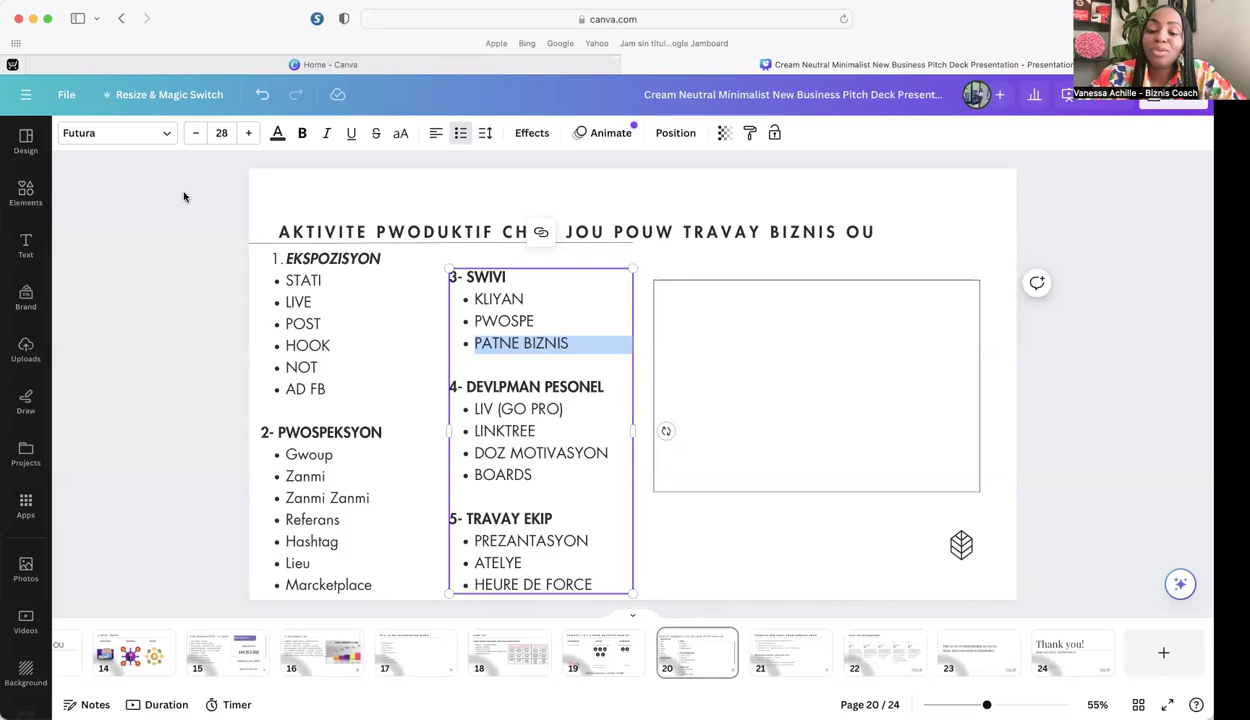 canva.com
Apple Bing Google Yahoo Jam sin títul...ogle Jamboard
Home - Canva
Cream Neutral Minimalist New Business Pitch Deck Presentation - Presentation
Vanessa Achille - Biznis Coach
File Resize & Magic Switch
Cream Neutral Minimalist New Business Pitch Deck Present...
Futura
28
aA
Effects
Animate
Position
Design
Elements
Text
Brand
Uploads
Draw
Projects
Apps
Photos
Videos
Background
AKTIVITE PWODUKTIF CH JOU POUW TRAVAY BIZNIS OU
1. EKSPOZISYON
STATI
LIVE
POST
HOOK
NOT
AD FB
2- PWOSPEKSYON
Gwoup
Zanmi
Zanmi Zanmi
Referans
Hashtag
Lieu
Marcketplace
3- SWIVI
KLIYAN
PWOSPE
PATNE BIZNIS
4- DEVLPMAN PESONEL
LIV (GO PRO)
LINKTREE
DOZ MOTIVASYON
BOARDS
5- TRAVAY EKIP
PREZANTASYON
ATELYE
HEURE DE FORCE
OU
14
15
16
17
18
19
20
21
22
23
Thank you!
24
Notes Duration Timer
Page 20 / 24
55%